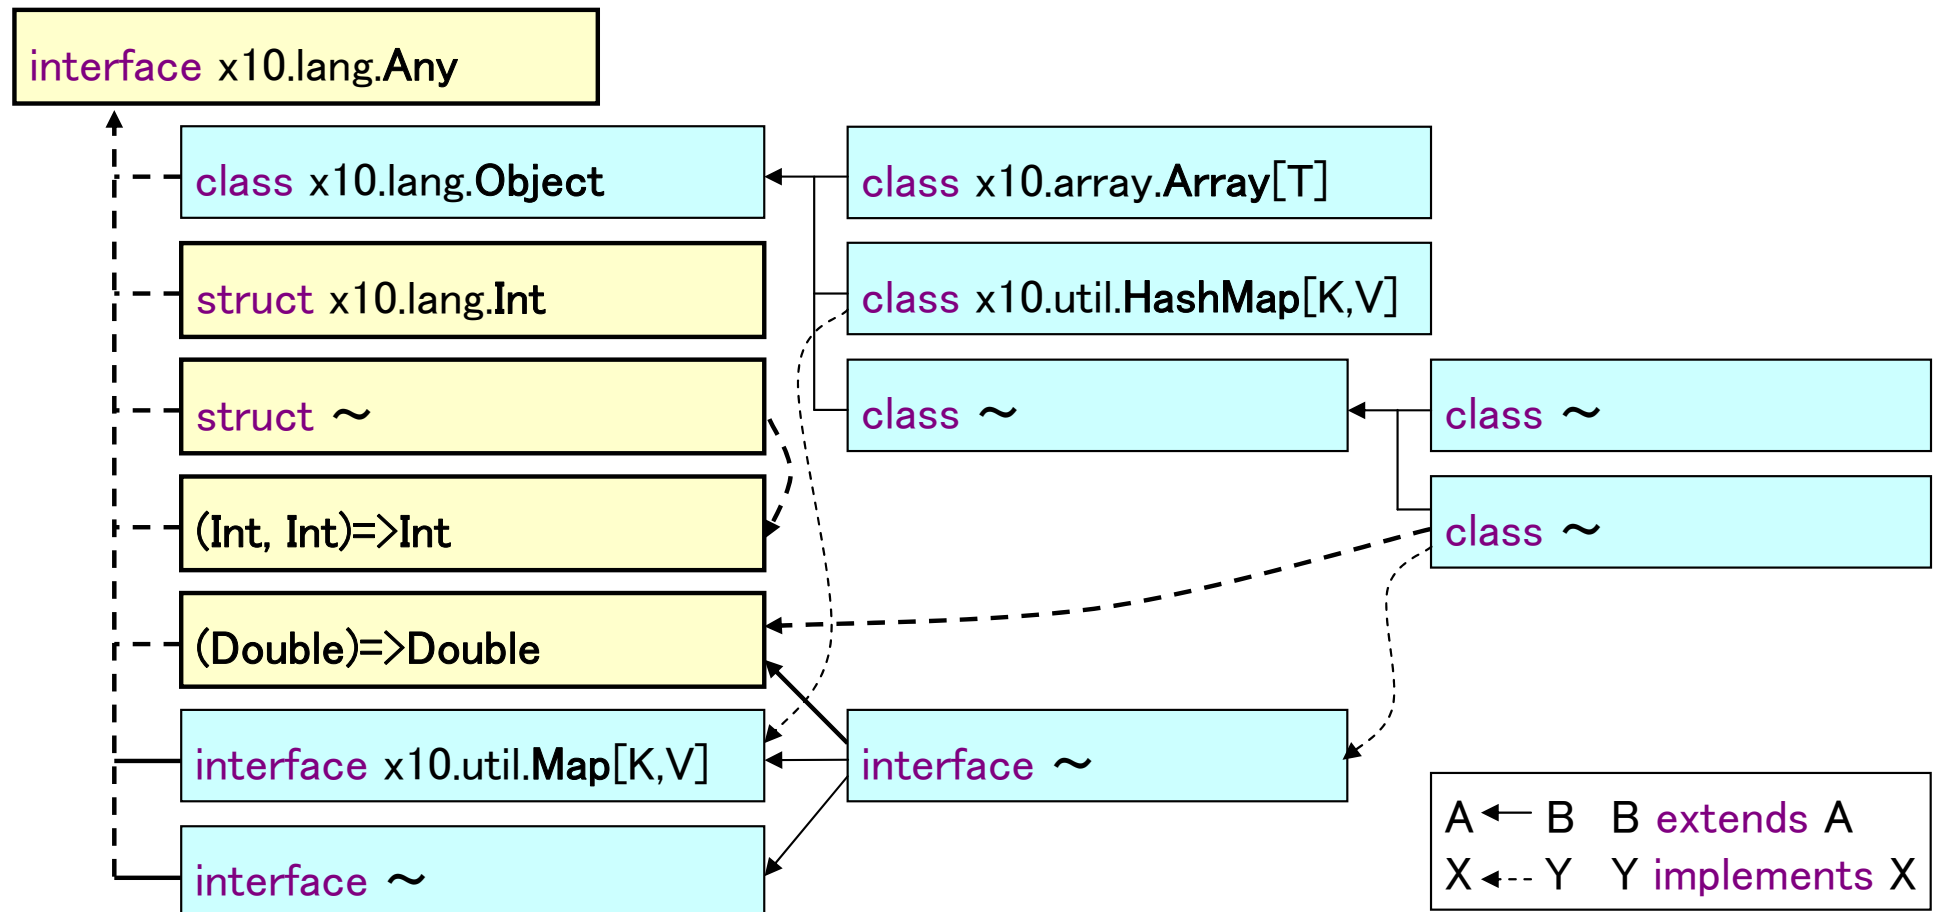 interface x10.lang.Any
class x10.lang.Object
class x10.array.Array[T]
struct x10.lang.Int
class x10.util.HashMap[K,V]
struct ～
class ～
class ～
(Int, Int)=>Int
class ～
(Double)=>Double
interface x10.util.Map[K,V]
interface ～
interface ～
A B B extends A
X Y Y implements X